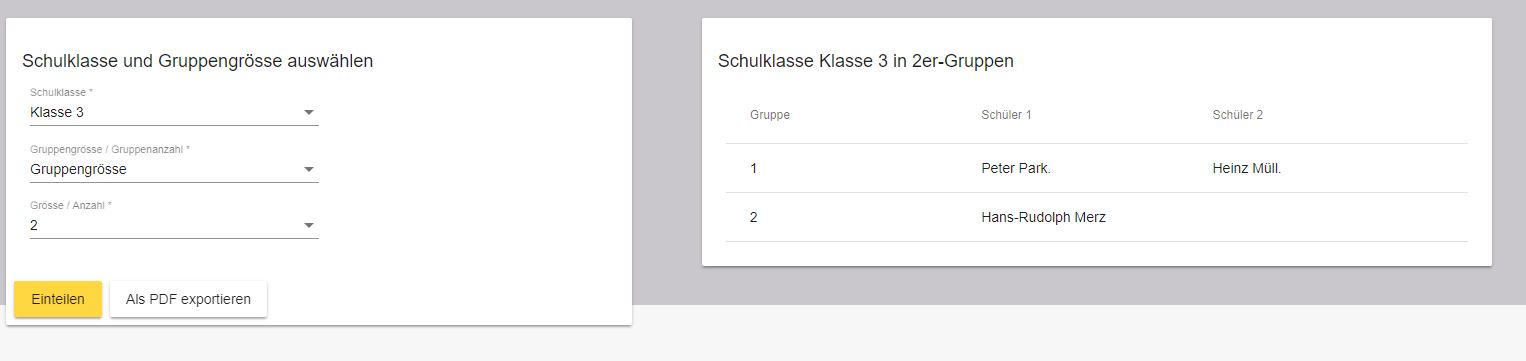 Schulklasse und Gruppengrösse auswählen
Schulklasse *
Klasse 3
Gruppengrösse / Gruppenanzahl *
Gruppengrösse
Grösse / Anzahl *
2
Einteilen Als PDF exportieren
Schulklasse Klasse 3 in 2er-Gruppen
Gruppe Schüler 1 Schüler 2
1 Peter Park. Heinz Müll.
2 Hans-Rudolph Merz